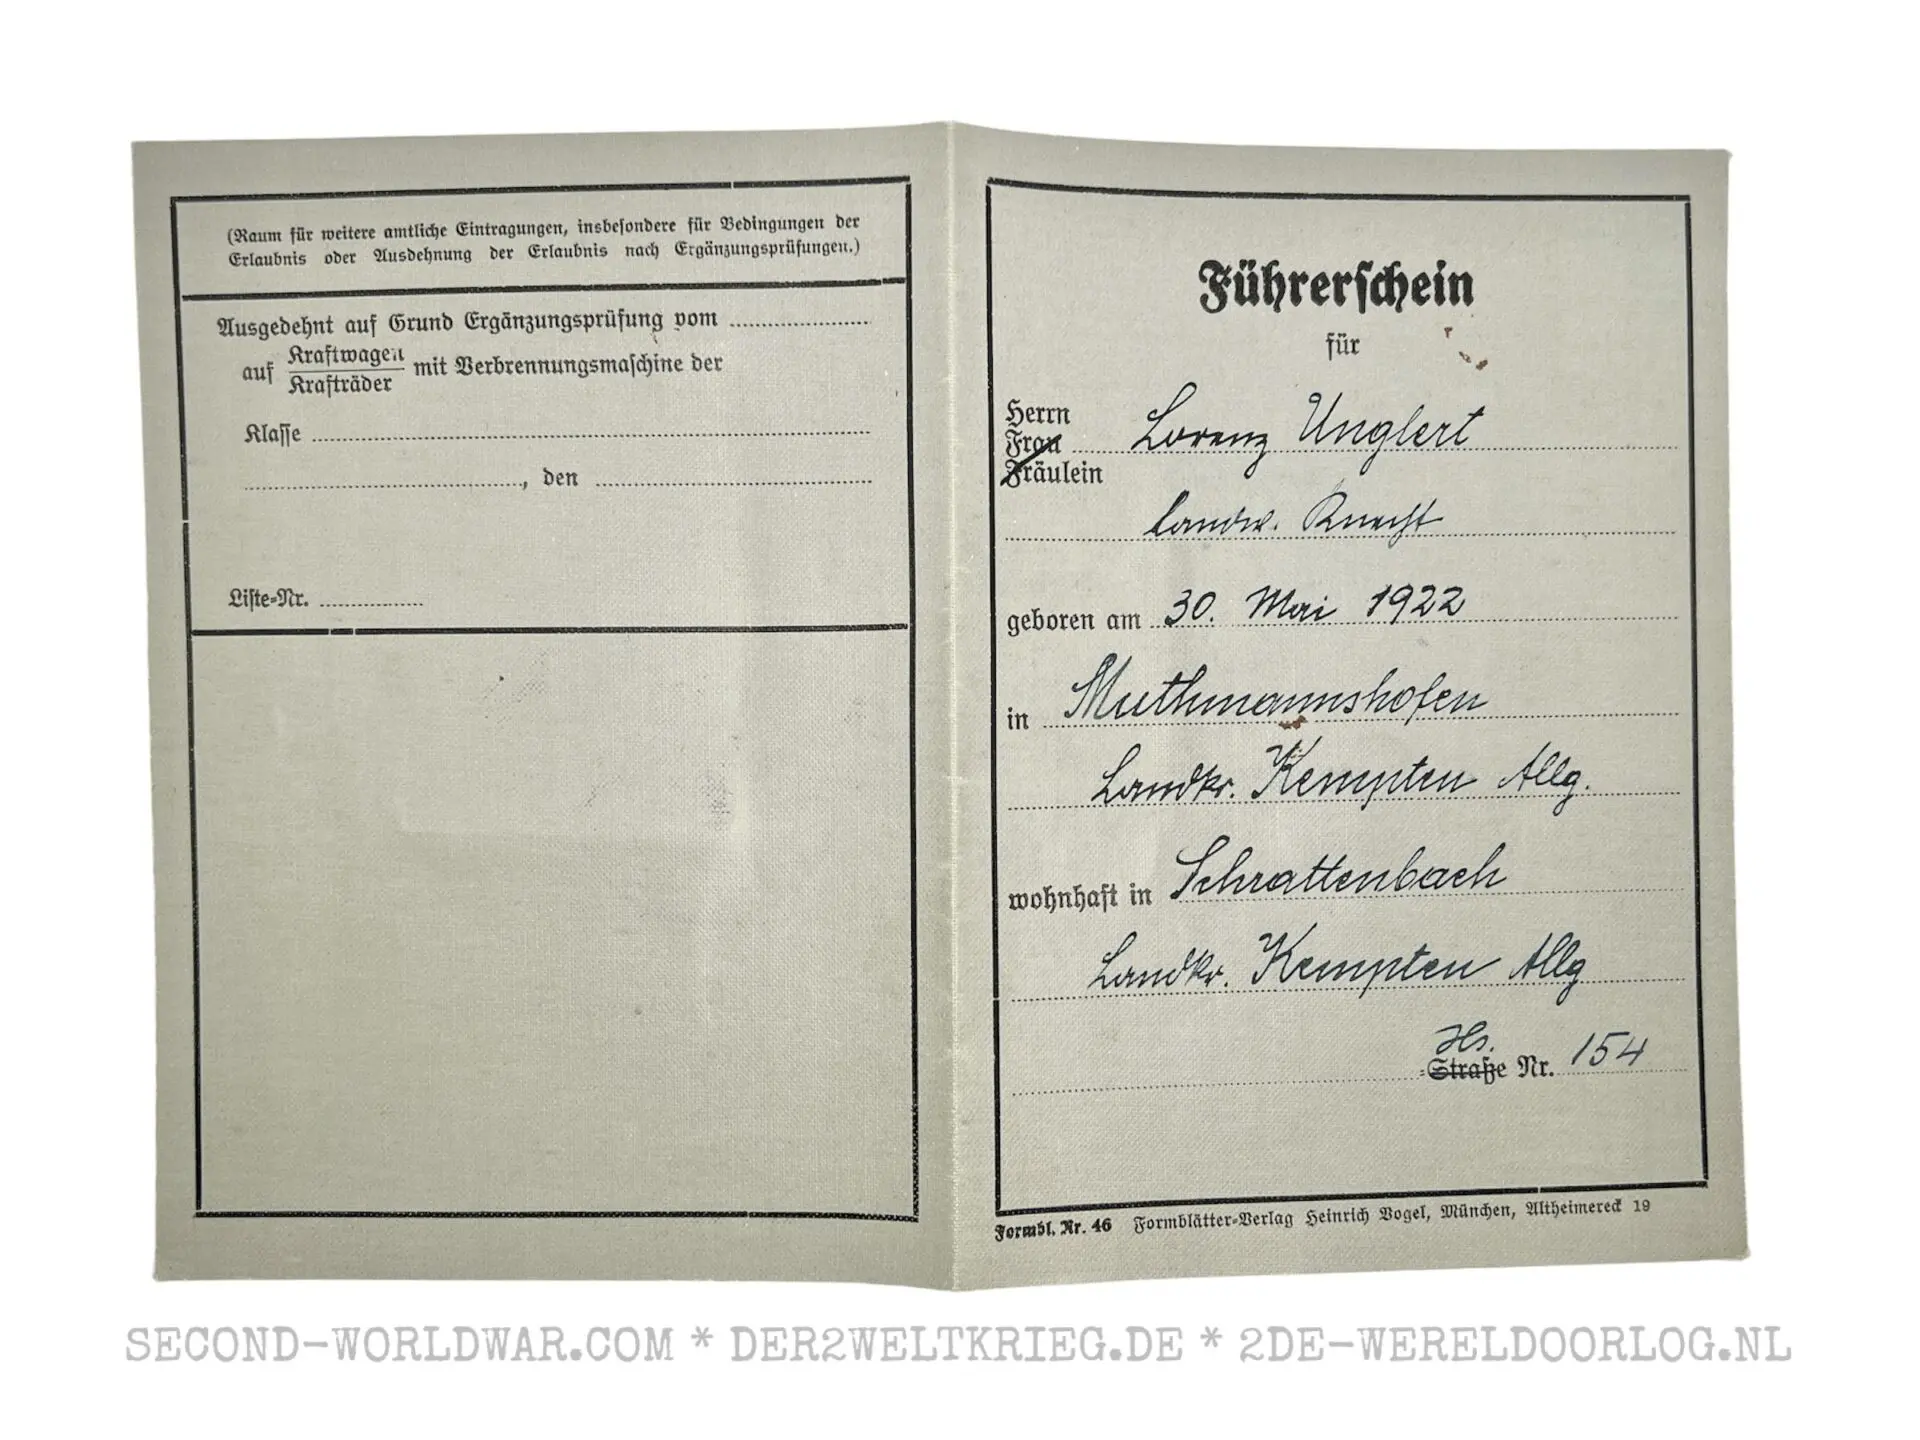 (Raum für weitere amtliche Eintragungen, insbesondere für Bedingungen der
Erlaubnis oder Ausdehnung der Erlaubnis nach Ergänzungsprüfungen.)
Ausgedehnt auf Grund Ergänzungsprüfung vom
auf Kraftwagen
Krafträder mit Verbrennungsmaschine der
Klasse
, den
Liste-Nr.
Führerschein
für
Herrn
Frau Lorenz Unglert
Fräulein
landw. Knecht
geboren am 30. Mai 1922
in Muthmannshofen
Landkr. Kempten Allg.
wohnhaft in Schrattenbach
Landkr. Kempten Allg
Hs.
-Straße Nr. 154
Formbl. Nr. 46 Formblätter-Verlag Heinrich Vogel, München, Altheimereck 19
SECOND-WORLDWAR.COM * DER2WELTKRIEG.DE * 2DE-WERELDOORLOG.NL